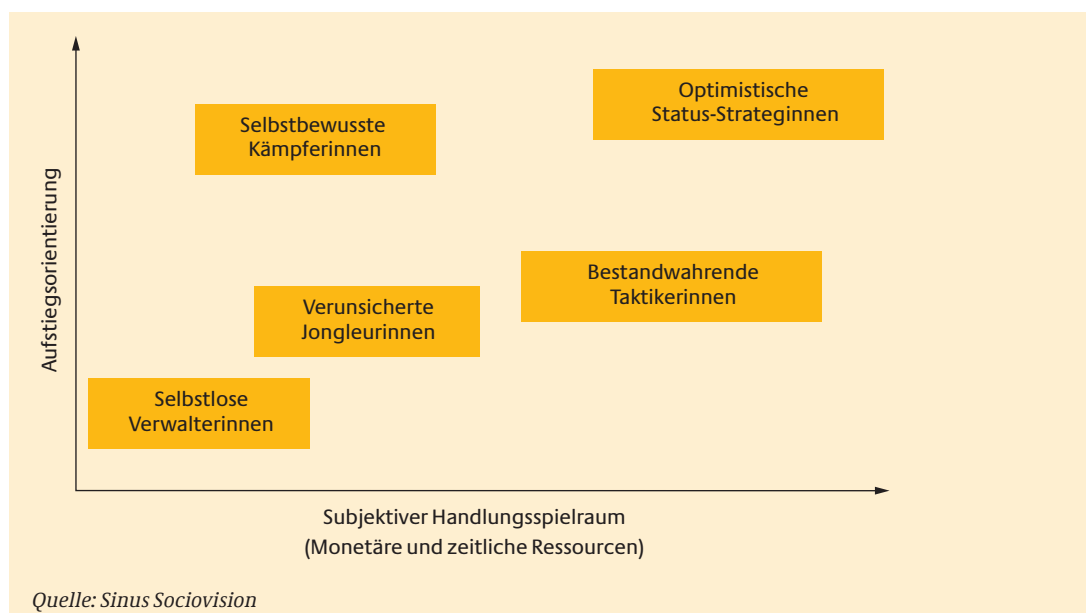 Aufstiegsorientierung
Optimistische
Status-Strateginnen
Selbstbewusste
Kämpferinnen
Bestandwahrende
Taktikerinnen
Verunsicherte
Jongleurinnen
Selbstlose
Verwalterinnen
Subjektiver Handlungsspielraum
(Monetäre und zeitliche Ressourcen)
Quelle: Sinus Sociovision